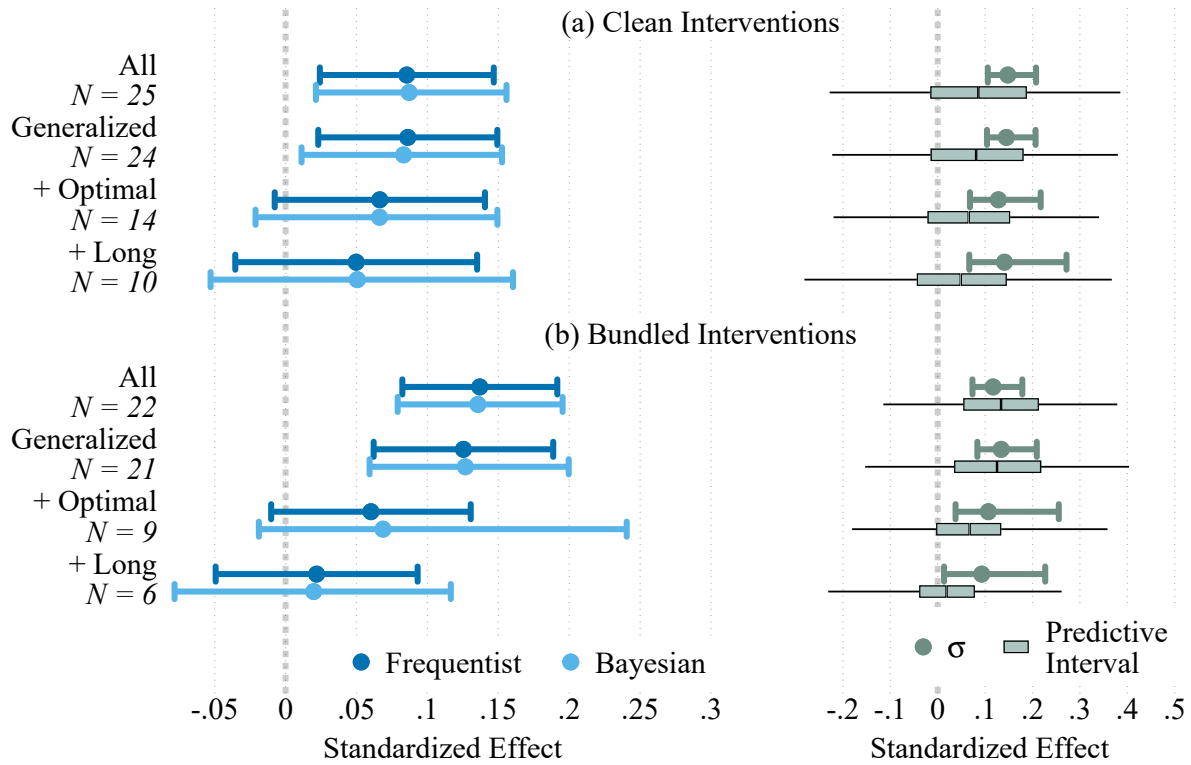 (a) Clean Interventions
All
N = 25
Generalized
N = 24
+ Optimal
N = 14
+ Long
N = 10
(b) Bundled Interventions
All
N = 22
Generalized
N = 21
+ Optimal
N = 9
+ Long
N = 6
Frequentist Bayesian
σ Predictive
Interval
-.05 0 .05 .1 .15 .2 .25 .3
-.2 -.1 0 .1 .2 .3 .4 .5
Standardized Effect
Standardized Effect